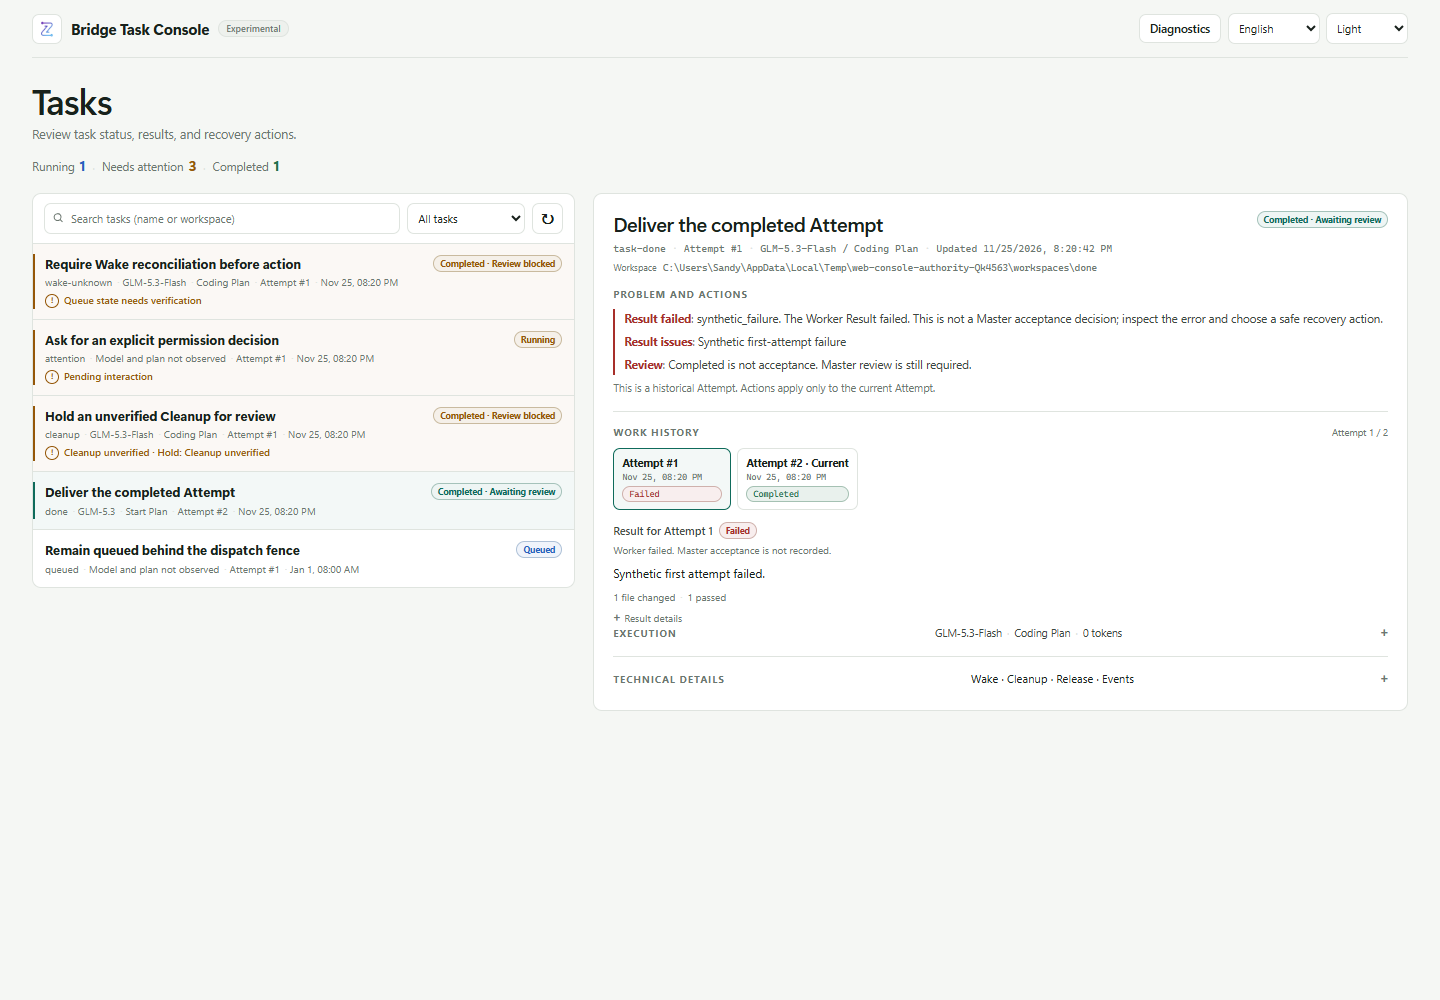 Bridge Task Console Experimental
Diagnostics English Light
Tasks
Review task status, results, and recovery actions.
Running 1 · Needs attention 3 · Completed 1
Search tasks (name or workspace) All tasks ↻
Require Wake reconciliation before action Completed · Review blocked
wake-unknown · GLM-5.3-Flash · Coding Plan · Attempt #1 · Nov 25, 08:20 PM
! Queue state needs verification
Ask for an explicit permission decision Running
attention · Model and plan not observed · Attempt #1 · Nov 25, 08:20 PM
! Pending interaction
Hold an unverified Cleanup for review Completed · Review blocked
cleanup · GLM-5.3-Flash · Coding Plan · Attempt #1 · Nov 25, 08:20 PM
! Cleanup unverified · Hold: Cleanup unverified
Deliver the completed Attempt Completed · Awaiting review
done · GLM-5.3 · Start Plan · Attempt #2 · Nov 25, 08:20 PM
Remain queued behind the dispatch fence Queued
queued · Model and plan not observed · Attempt #1 · Jan 1, 08:00 AM
Deliver the completed Attempt Completed · Awaiting review
task-done · Attempt #1 · GLM-5.3-Flash / Coding Plan · Updated 11/25/2026, 8:20:42 PM
Workspace C:\Users\Sandy\AppData\Local\Temp\web-console-authority-Qk4563\workspaces\done
PROBLEM AND ACTIONS
Result failed: synthetic_failure. The Worker Result failed. This is not a Master acceptance decision; inspect the error and choose a safe recovery action.
Result issues: Synthetic first-attempt failure
Review: Completed is not acceptance. Master review is still required.
This is a historical Attempt. Actions apply only to the current Attempt.
WORK HISTORY Attempt 1 / 2
Attempt #1
Nov 25, 08:20 PM
Failed
Attempt #2 · Current
Nov 25, 08:20 PM
Completed
Result for Attempt 1 Failed
Worker failed. Master acceptance is not recorded.
Synthetic first attempt failed.
1 file changed · 1 passed
+ Result details
EXECUTION GLM-5.3-Flash · Coding Plan · 0 tokens +
TECHNICAL DETAILS Wake · Cleanup · Release · Events +